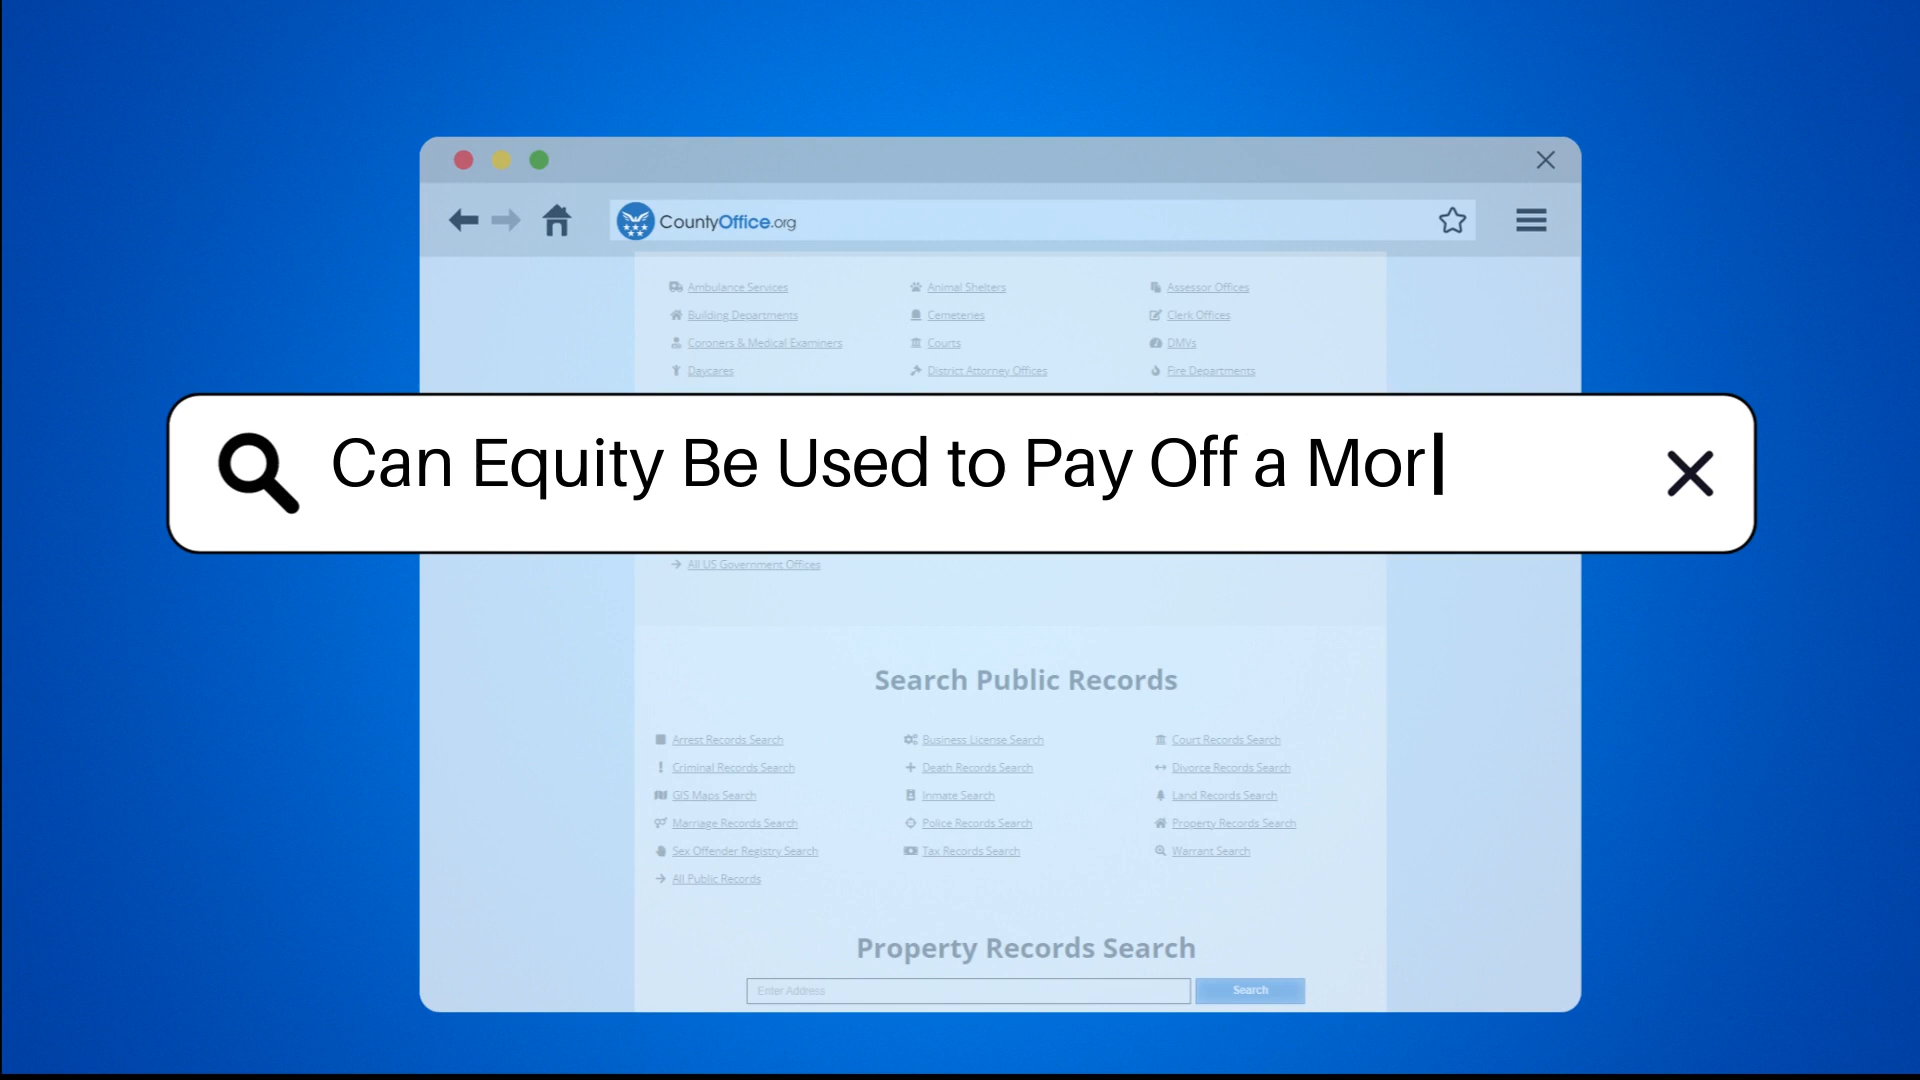 CountyOffice.org
Ambulance Services Animal Shelters Assessor Offices
Building Departments Cemeteries Clerk Offices
Coroners & Medical Examiners Courts DMVs
Daycares District Attorney Offices Fire Departments
Can Equity Be Used to Pay Off a Mor
All US Government Offices
Search Public Records
Arrest Records Search Business License Search Court Records Search
Criminal Records Search Death Records Search Divorce Records Search
GIS Maps Search Inmate Search Land Records Search
Marriage Records Search Police Records Search Property Records Search
Sex Offender Registry Search Tax Records Search Warrant Search
All Public Records
Property Records Search
Enter Address Search